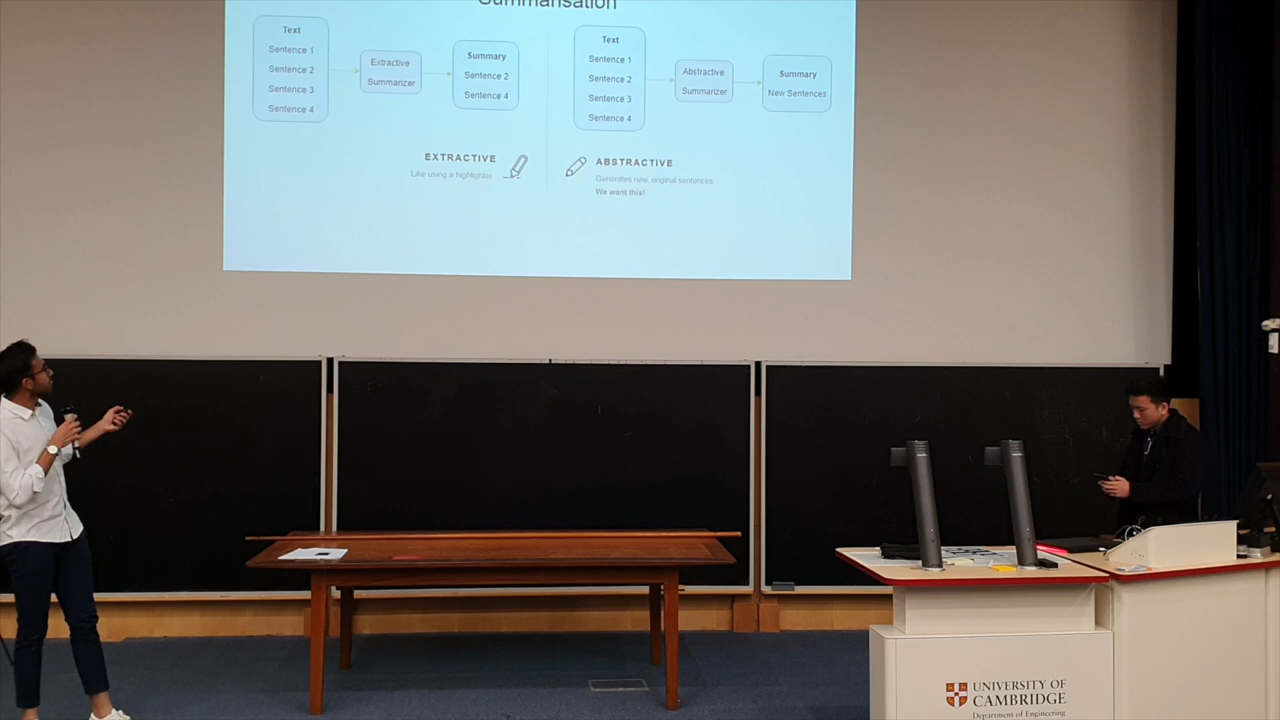 Summarisation
Text
Sentence 1
Sentence 2
Sentence 3
Sentence 4
Extractive
Summarizer
Summary
Sentence 2
Sentence 4
EXTRACTIVE
Like using a highlighter
Text
Sentence 1
Sentence 2
Sentence 3
Sentence 4
Abstractive
Summarizer
Summary
New Sentences
ABSTRACTIVE
Generates new, original sentences
We want this!
UNIVERSITY OF
CAMBRIDGE
Department of Engineering